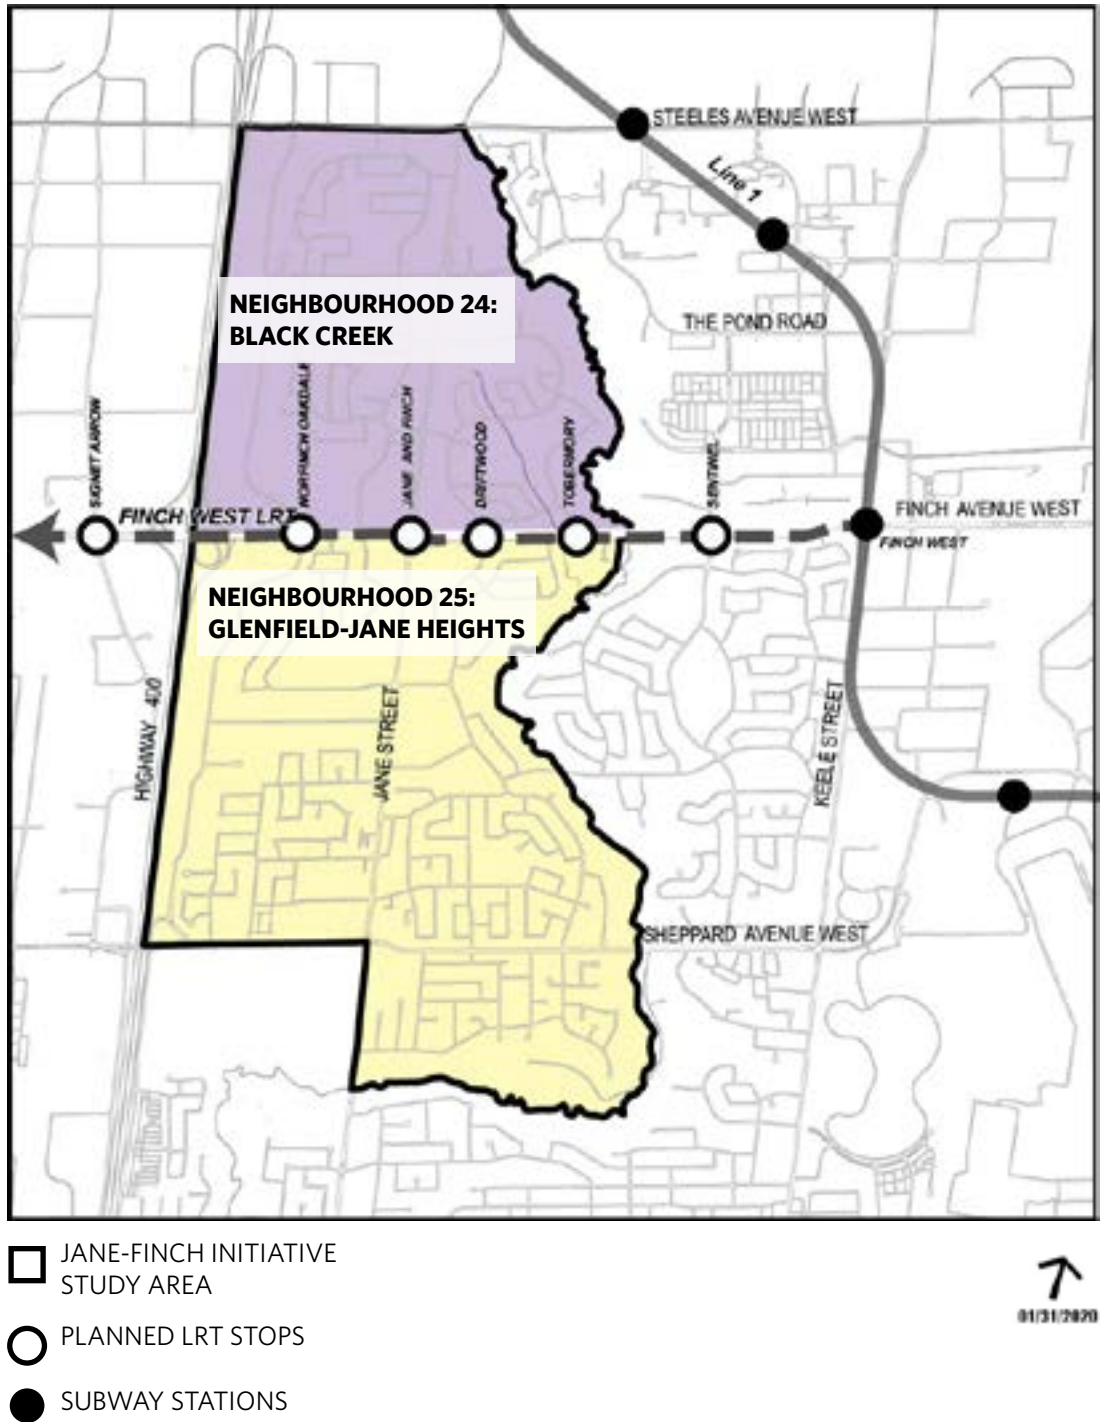 STEELES AVENUE WEST
Line 1
NEIGHBOURHOOD 24:
BLACK CREEK
THE POND ROAD
SIGNET ARROW
NORFINCH OAKDALE
JANE AND FINCH
DRIFTWOOD
TOBERMORY
SENTINEL
FINCH WEST LRT
FINCH AVENUE WEST
FINCH WEST
NEIGHBOURHOOD 25:
GLENFIELD-JANE HEIGHTS
HIGHWAY 400
JANE STREET
KEELE STREET
SHEPPARD AVENUE WEST
JANE-FINCH INITIATIVE
STUDY AREA
PLANNED LRT STOPS
SUBWAY STATIONS
01/31/2020